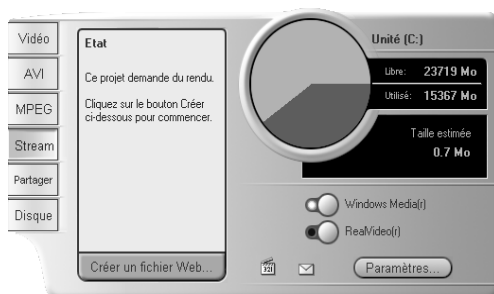 Vidéo
AVI
MPEG
Stream
Partager
Disque
Etat
Ce projet demande du rendu.
Cliquez sur le bouton Créer
ci-dessous pour commencer.
Créer un fichier Web...
Unité (C:)
Libre: 23719 Mo
Utilisé: 15367 Mo
Taille estimée
0.7 Mo
Windows Media(r)
RealVideo(r)
Paramètres...